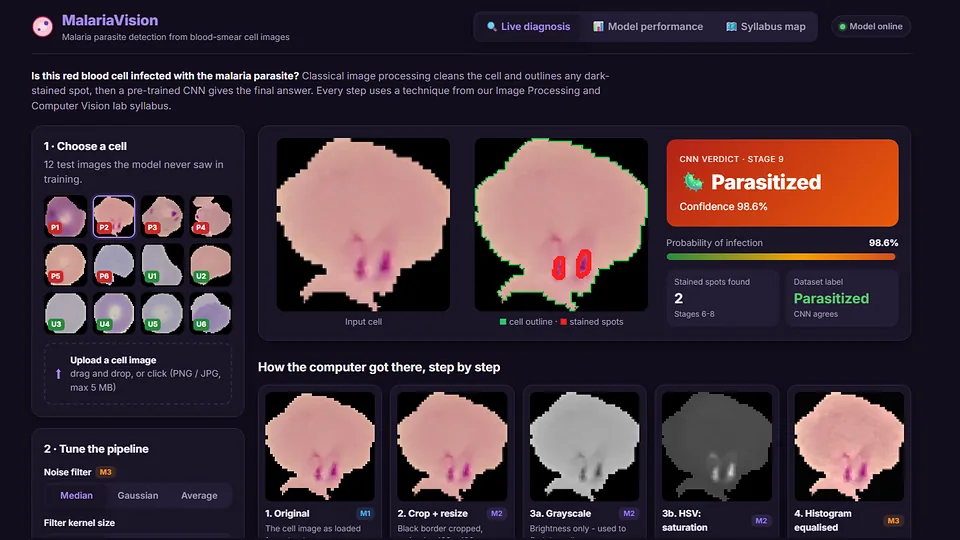 MalariaVision
Malaria parasite detection from blood-smear cell images
Live diagnosis
Model performance
Syllabus map
Model online
Is this red blood cell infected with the malaria parasite? Classical image processing cleans the cell and outlines any dark-
stained spot, then a pre-trained CNN gives the final answer. Every step uses a technique from our Image Processing and
Computer Vision lab syllabus.
1 · Choose a cell
12 test images the model never saw in
training.
P1
P2
P3
P4
P5
P6
U1
U2
U3
U4
U5
U6
Upload a cell image
drag and drop, or click (PNG / JPG,
max 5 MB)
2 · Tune the pipeline
Noise filter M3
Median
Gaussian
Average
Filter kernel size
Input cell
cell outline · stained spots
CNN VERDICT · STAGE 9
Parasitized
Confidence 98.6%
Probability of infection 98.6%
Stained spots found
2
Stages 6-8
Dataset label
Parasitized
CNN agrees
How the computer got there, step by step
1. Original M1
The cell image as loaded
2. Crop + resize M2
Black border cropped,
3a. Grayscale M2
Brightness only - used to
3b. HSV:
saturation M2
4. Histogram
equalised M3